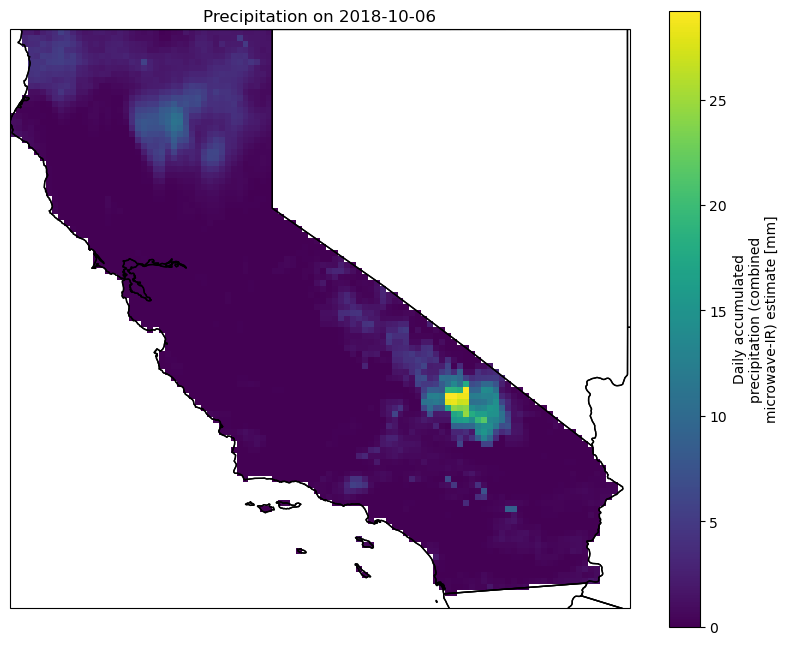 Precipitation on 2018-10-06
25
20
15
10
5
0
Daily accumulated
precipitation (combined
microwave-IR) estimate [mm]